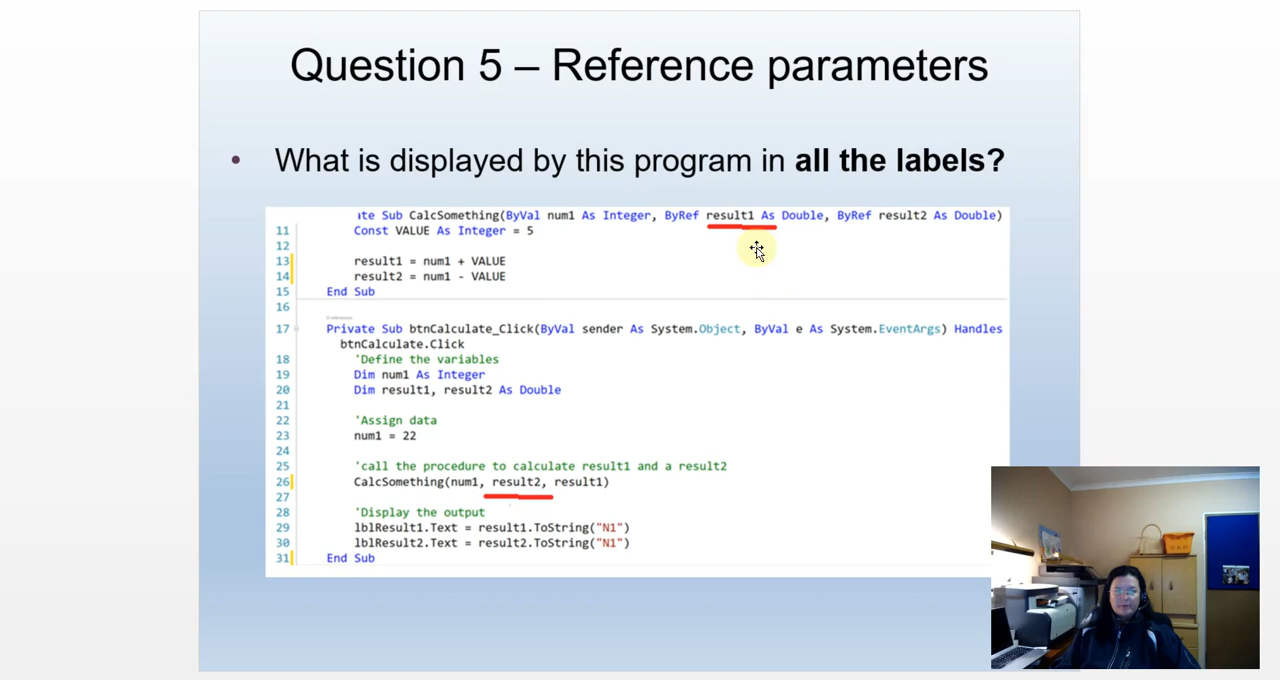 Question 5 – Reference parameters
• What is displayed by this program in all the labels?
te Sub CalcSomething(ByVal num1 As Integer, ByRef result1 As Double, ByRef result2 As Double)
11 Const VALUE As Integer = 5
12
13 result1 = num1 + VALUE
14 result2 = num1 - VALUE
15 End Sub
16
17 Private Sub btnCalculate_Click(ByVal sender As System.Object, ByVal e As System.EventArgs) Handles
btnCalculate.Click
18 'Define the variables
19 Dim num1 As Integer
20 Dim result1, result2 As Double
21
22 'Assign data
23 num1 = 22
24
25 'call the procedure to calculate result1 and a result2
26 CalcSomething(num1, result2, result1)
27
28 'Display the output
29 lblResult1.Text = result1.ToString("N1")
30 lblResult2.Text = result2.ToString("N1")
31 End Sub